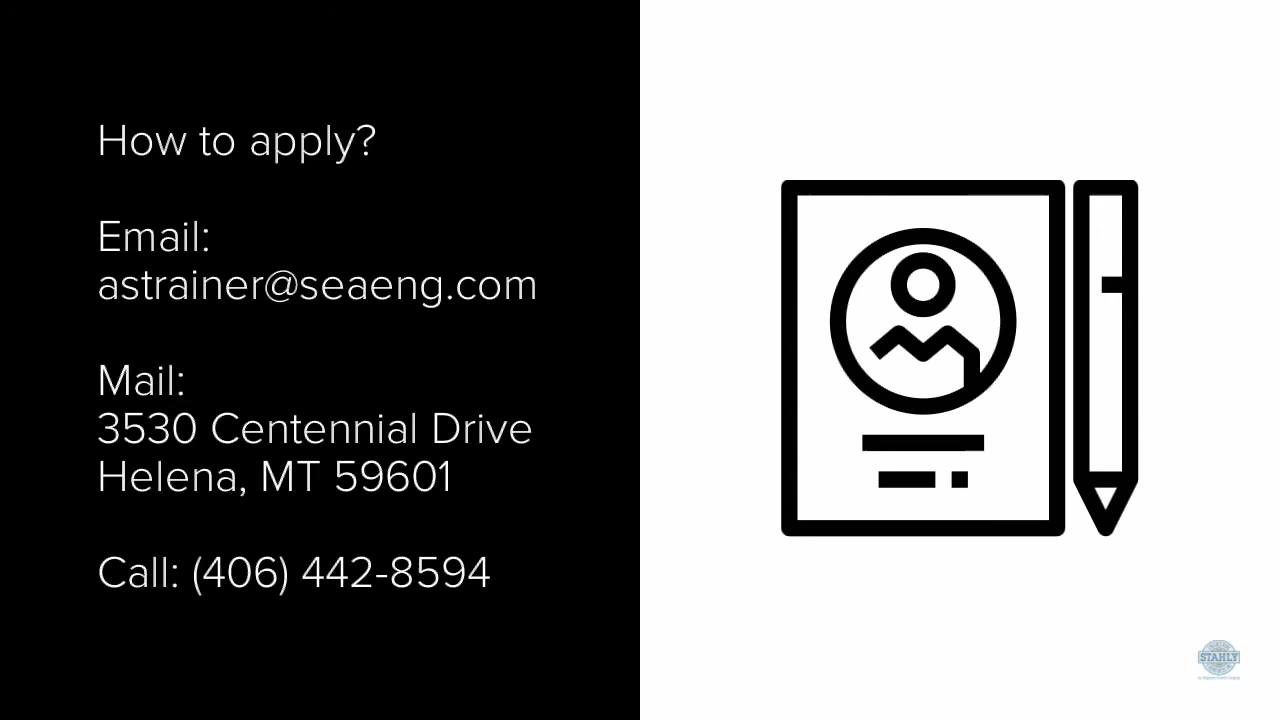 How to apply?
Email:
astrainer@seaeng.com
Mail:
3530 Centennial Drive
Helena, MT 59601
Call: (406) 442-8594
STAHLY